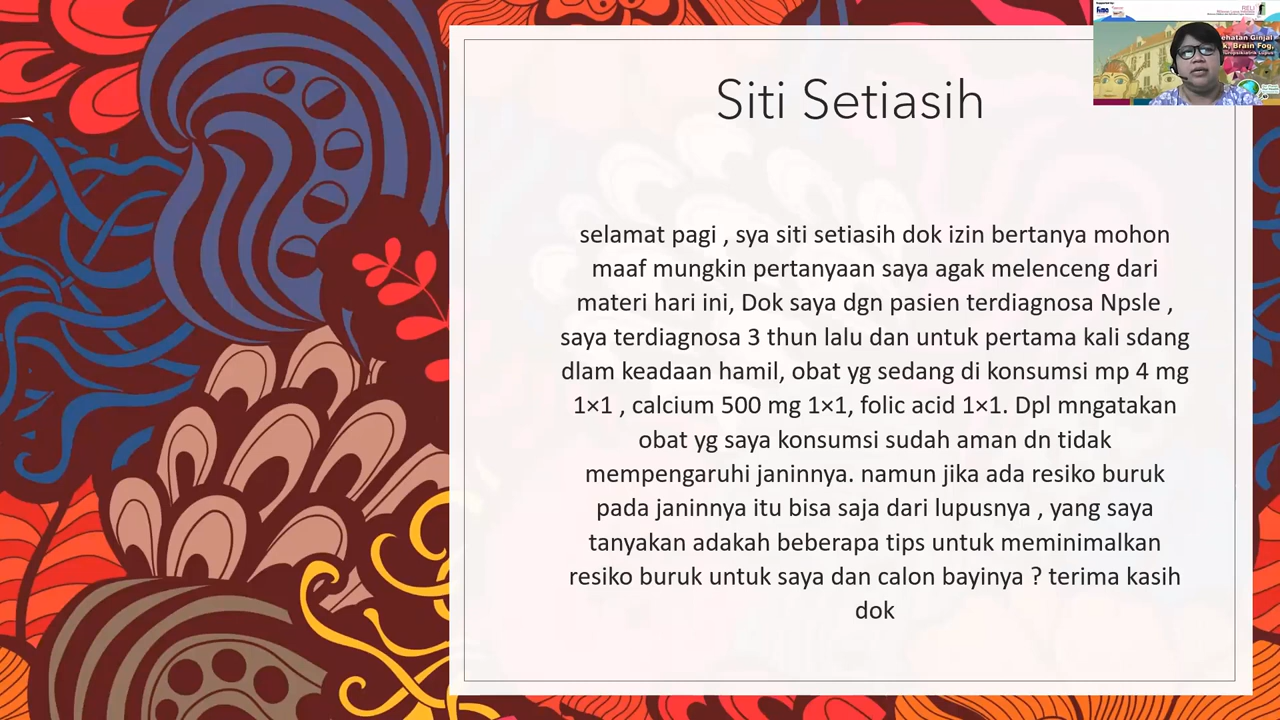 Siti Setiasih
selamat pagi , sya siti setiasih dok izin bertanya mohon
maaf mungkin pertanyaan saya agak melenceng dari
materi hari ini, Dok saya dgn pasien terdiagnosa Npsle ,
saya terdiagnosa 3 thun lalu dan untuk pertama kali sdang
dlam keadaan hamil, obat yg sedang di konsumsi mp 4 mg
1×1 , calcium 500 mg 1×1, folic acid 1×1. Dpl mngatakan
obat yg saya konsumsi sudah aman dn tidak
mempengaruhi janinnya. namun jika ada resiko buruk
pada janinnya itu bisa saja dari lupusnya , yang saya
tanyakan adakah beberapa tips untuk meminimalkan
resiko buruk untuk saya dan calon bayinya ? terima kasih
dok
RELI
Ginjal
Brain Fog,